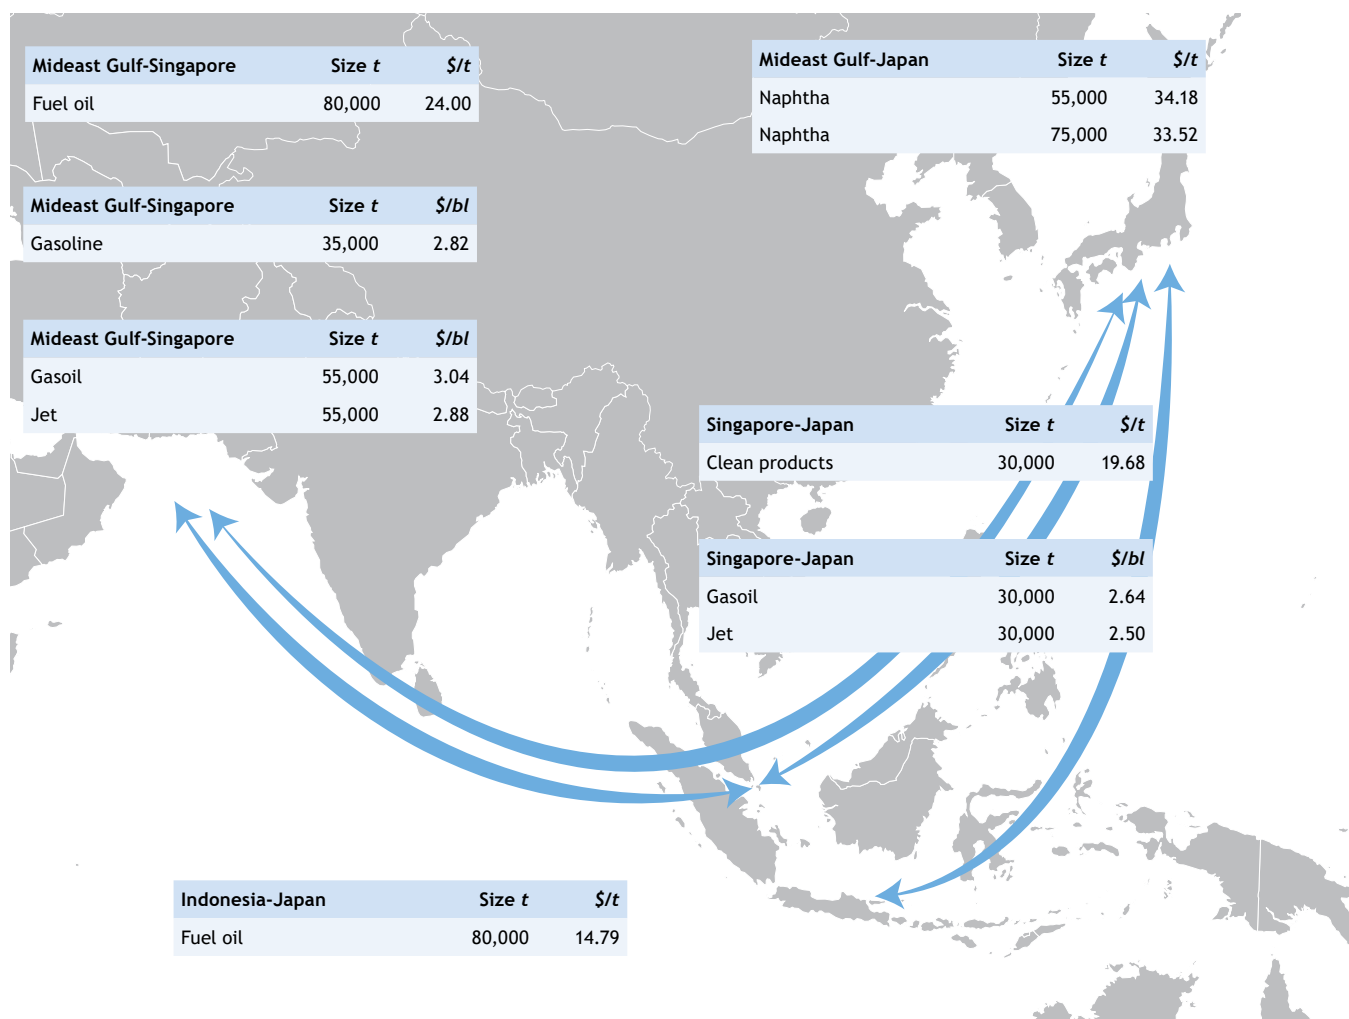 Mideast Gulf-Singapore Size t $/t
Fuel oil 80,000 24.00
Mideast Gulf-Japan Size t $/t
Naphtha 55,000 34.18
Naphtha 75,000 33.52
Mideast Gulf-Singapore Size t $/bl
Gasoline 35,000 2.82
Mideast Gulf-Singapore Size t $/bl
Gasoil 55,000 3.04
Jet 55,000 2.88
Singapore-Japan Size t $/t
Clean products 30,000 19.68
Singapore-Japan Size t $/bl
Gasoil 30,000 2.64
Jet 30,000 2.50
Indonesia-Japan Size t $/t
Fuel oil 80,000 14.79